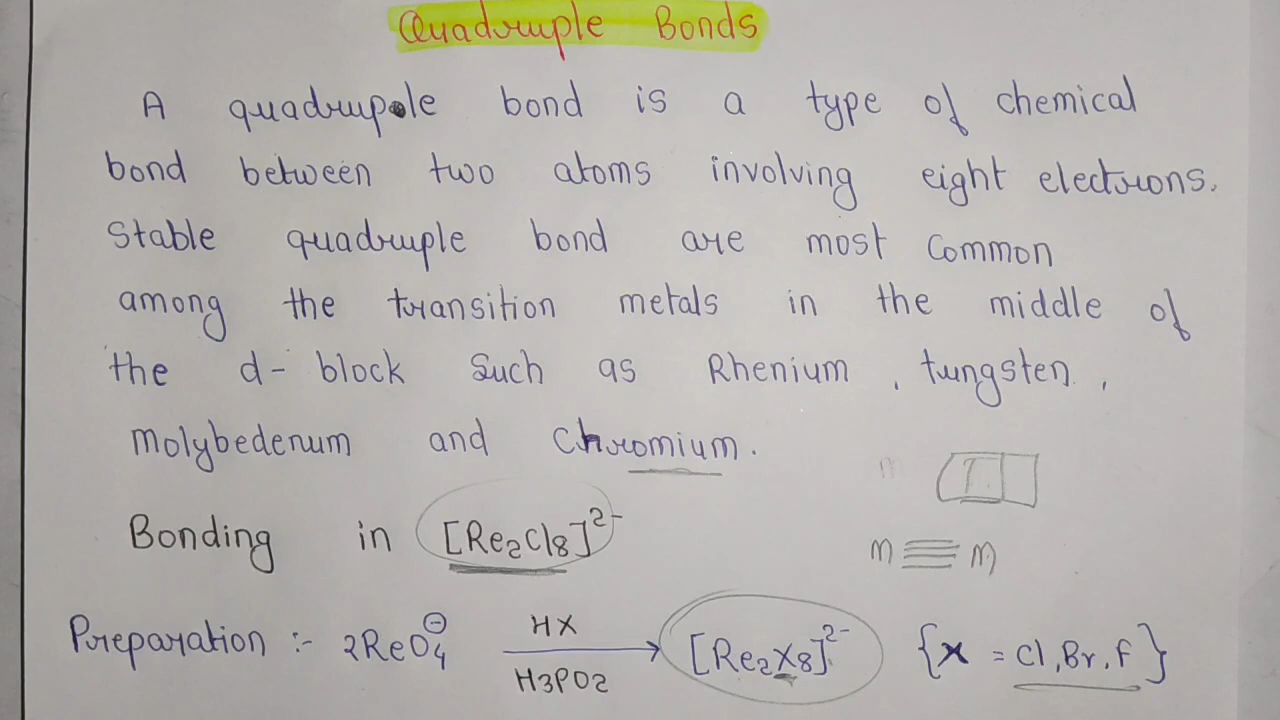 Quadruple Bonds
A quadrupole bond is a type of chemical
bond between two atoms involving eight electrons.
Stable quadruple bond are most common
among the transition metals in the middle of
the d-block such as Rhenium, tungsten,
Molybedenum and Chromium.
Bonding in [Re₂Cl₈]²⁻
m ≣ m
Preparation :- 2ReO₄⊖ HX / H3PO2 → [Re₂X₈]²⁻ {X = Cl, Br, F}